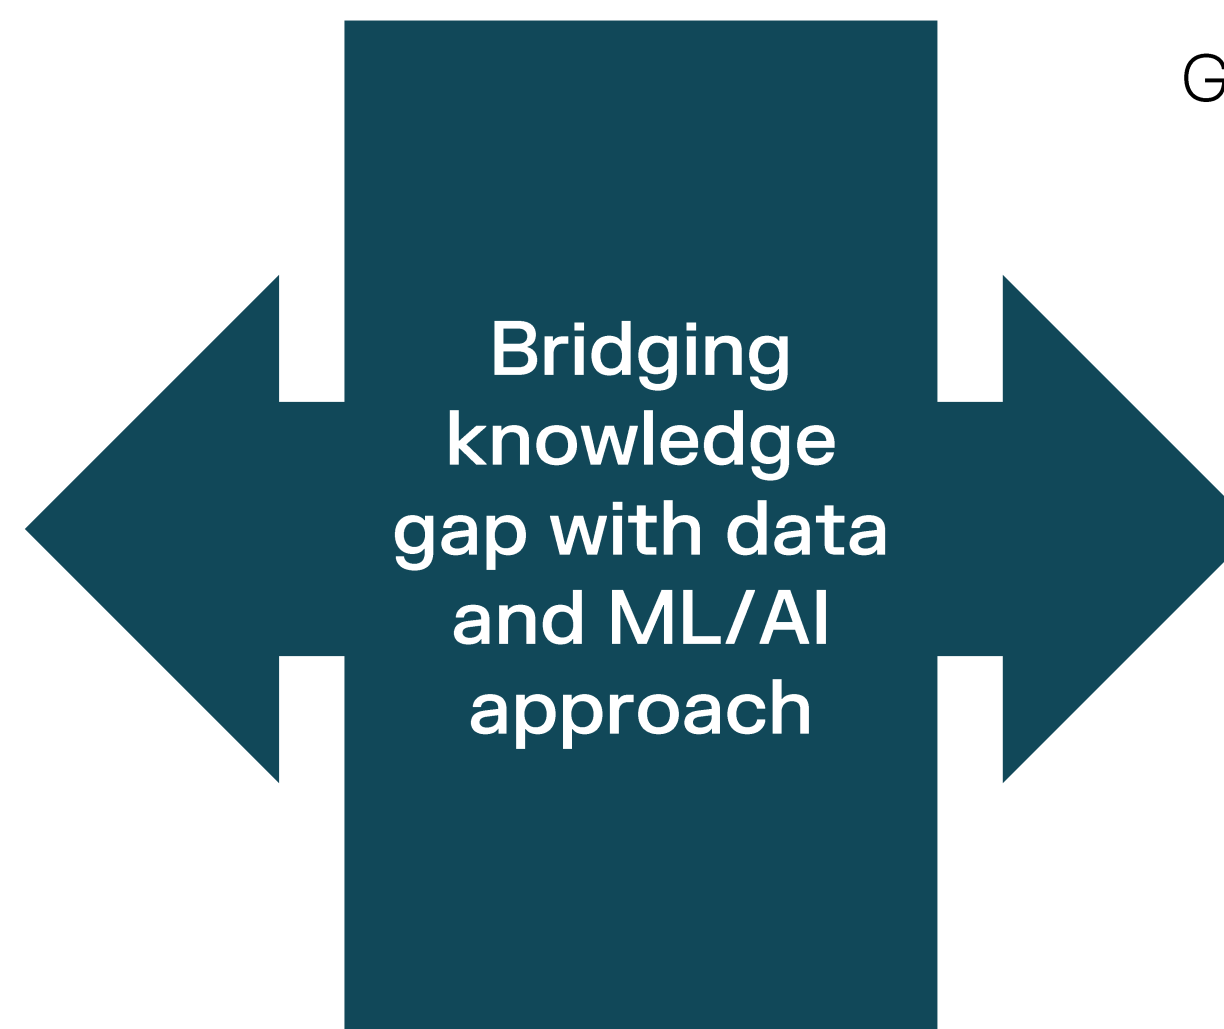 Bridging
knowledge
gap with data
and ML/AI
approach